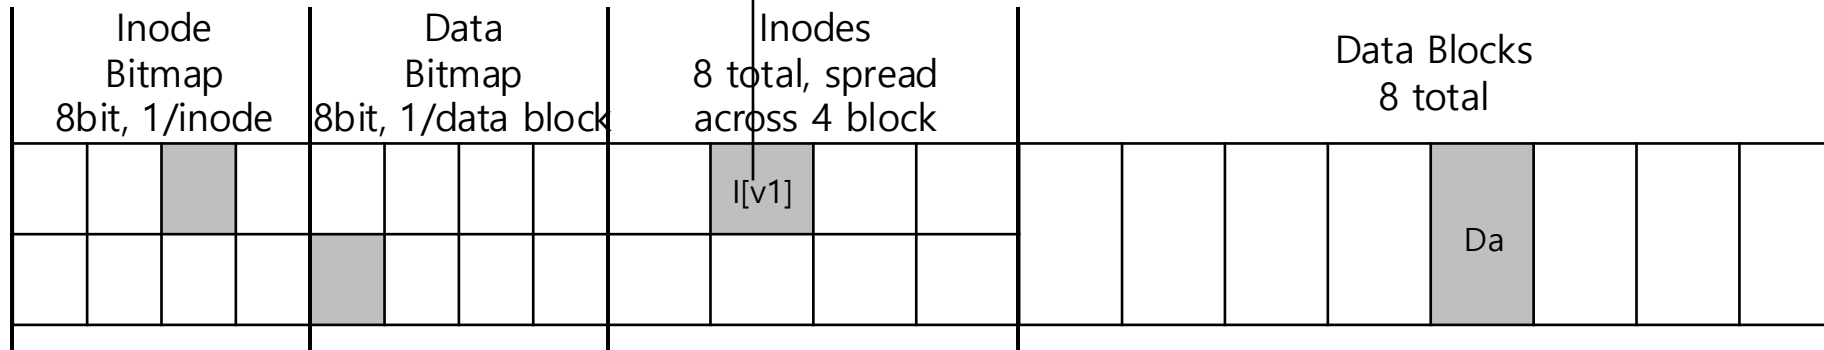 Inode
Bitmap
8bit, 1/inode
Data
Bitmap
8bit, 1/data block
Inodes
8 total, spread
across 4 block
Data Blocks
8 total
I[v1]
Da